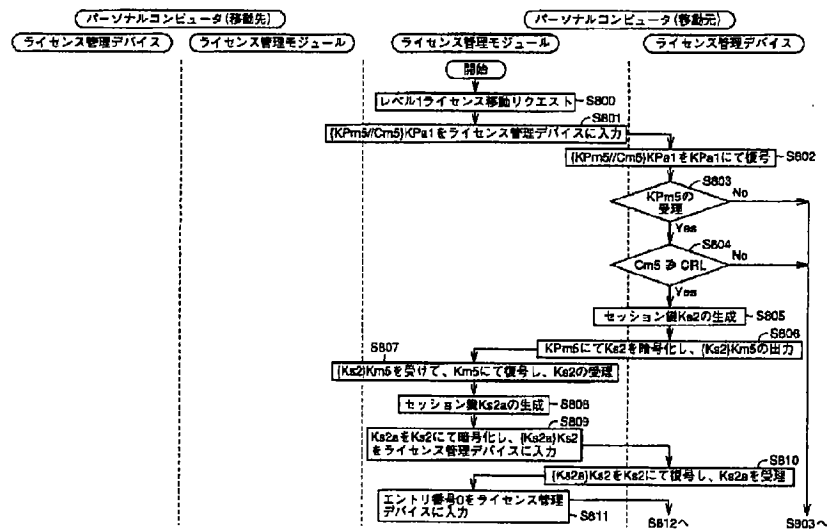 パーソナルコンピュータ(移動先)
パーソナルコンピュータ(移動元)
ライセンス管理デバイス
ライセンス管理モジュール
ライセンス管理モジュール
ライセンス管理デバイス
開始
レベル1ライセンス移動リクエスト
S800
S801
{KPm5//Cm5}KPa1をライセンス管理デバイスに入力
{KPm5//Cm5}KPa1をKPa1にて復号
S802
S803
KPm5の
受理
No
Yes
S804
Cm5 ∌ CRL
No
Yes
セッション鍵Ks2の生成
S805
S806
KPm5にてKs2を暗号化し、{Ks2}Km5の出力
S807
{Ks2}Km5を受けて、Km5にて復号し、Ks2の受理
セッション鍵Ks2aの生成
S808
S809
Ks2aをKs2にて暗号化し、{Ks2a}Ks2
をライセンス管理デバイスに入力
S810
{Ks2a}Ks2をKs2にて復号し、Ks2aを受理
エントリ番号0をライセンス管理
デバイスに入力
S811
S812へ
S903へ